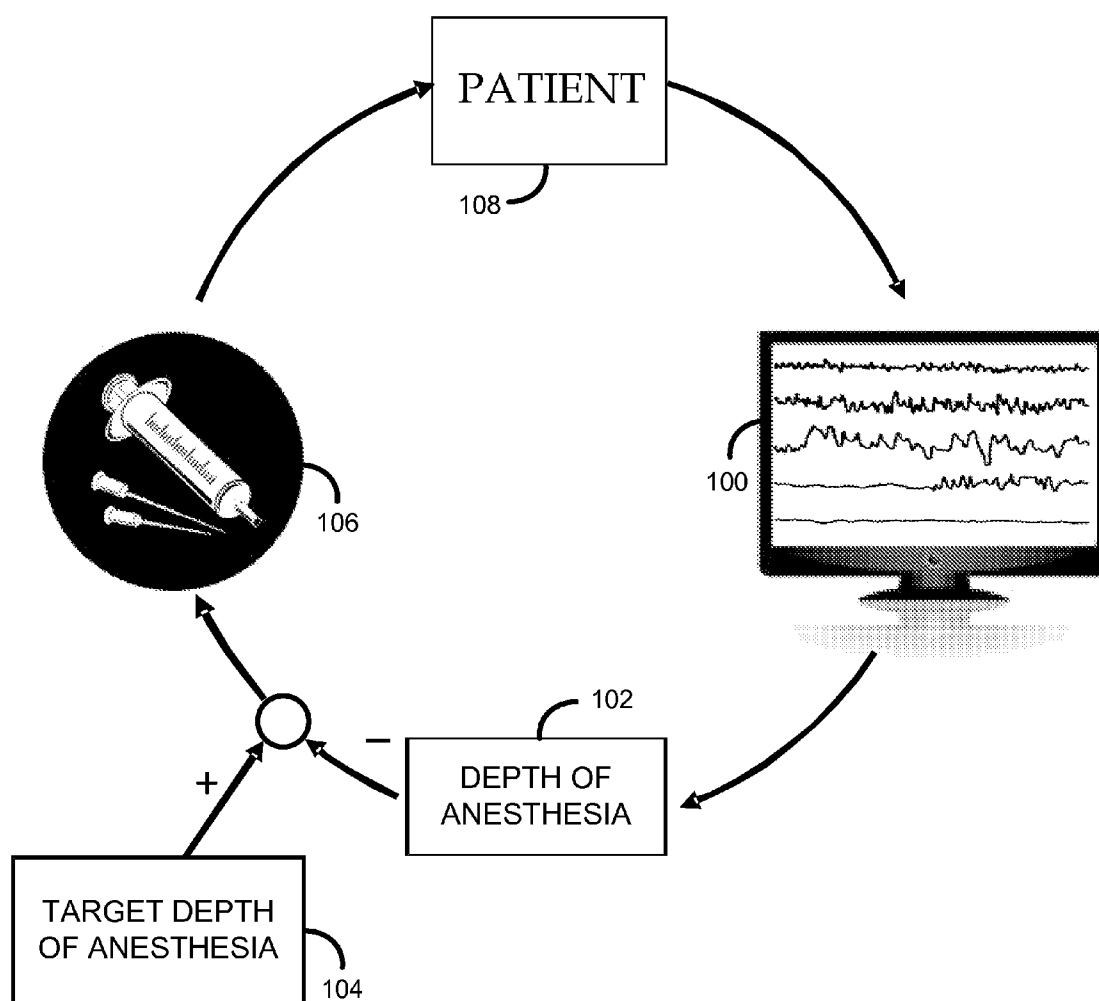 PATIENT
108
100
106
102
−
DEPTH OF
ANESTHESIA
+
TARGET DEPTH
OF ANESTHESIA
104